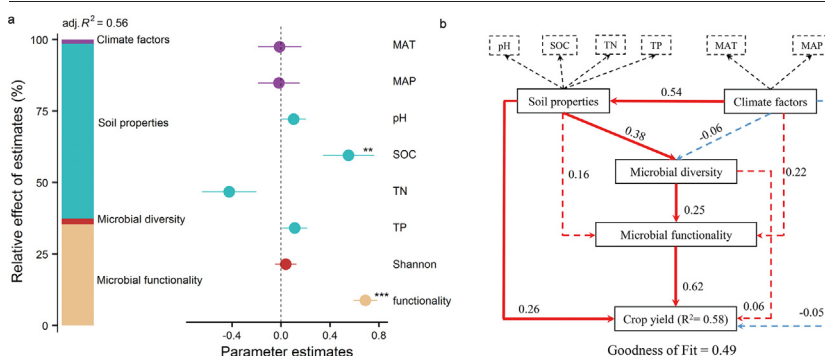 a
adj. R² = 0.56
Relative effect of estimates (%)
100
75
50
25
0
Climate factors
Soil properties
Microbial diversity
Microbial functionality
MAT
MAP
pH
SOC
**
TN
TP
Shannon
***
functionality
-0.4
0.0
0.4
0.8
Parameter estimates
b
pH
SOC
TN
TP
MAT
MAP
Soil properties
0.54
Climate factors
0.38
-0.06
Microbial diversity
0.16
0.22
0.25
Microbial functionality
0.62
0.26
0.06
-0.05
Crop yield (R²= 0.58)
Goodness of Fit = 0.49